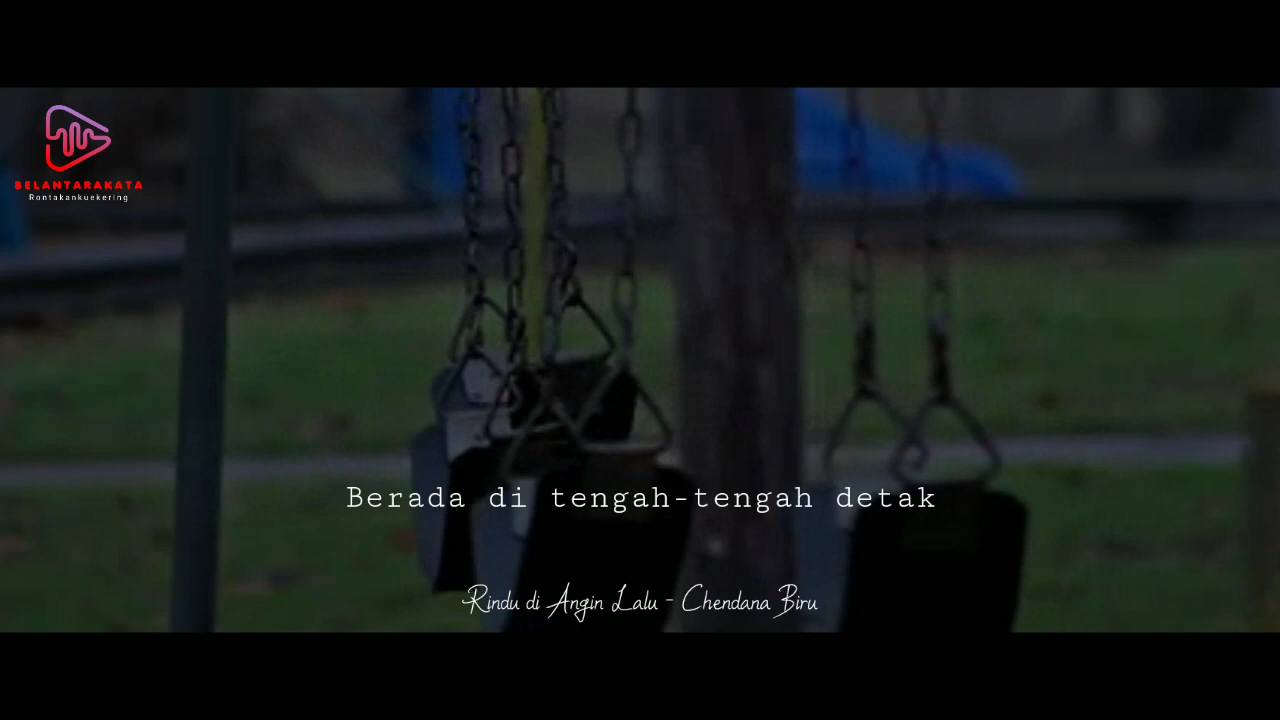 BELANTARAKATA
Rontakankuekering
Berada di tengah-tengah detak
Rindu di Angin Lalu - Chendana Biru